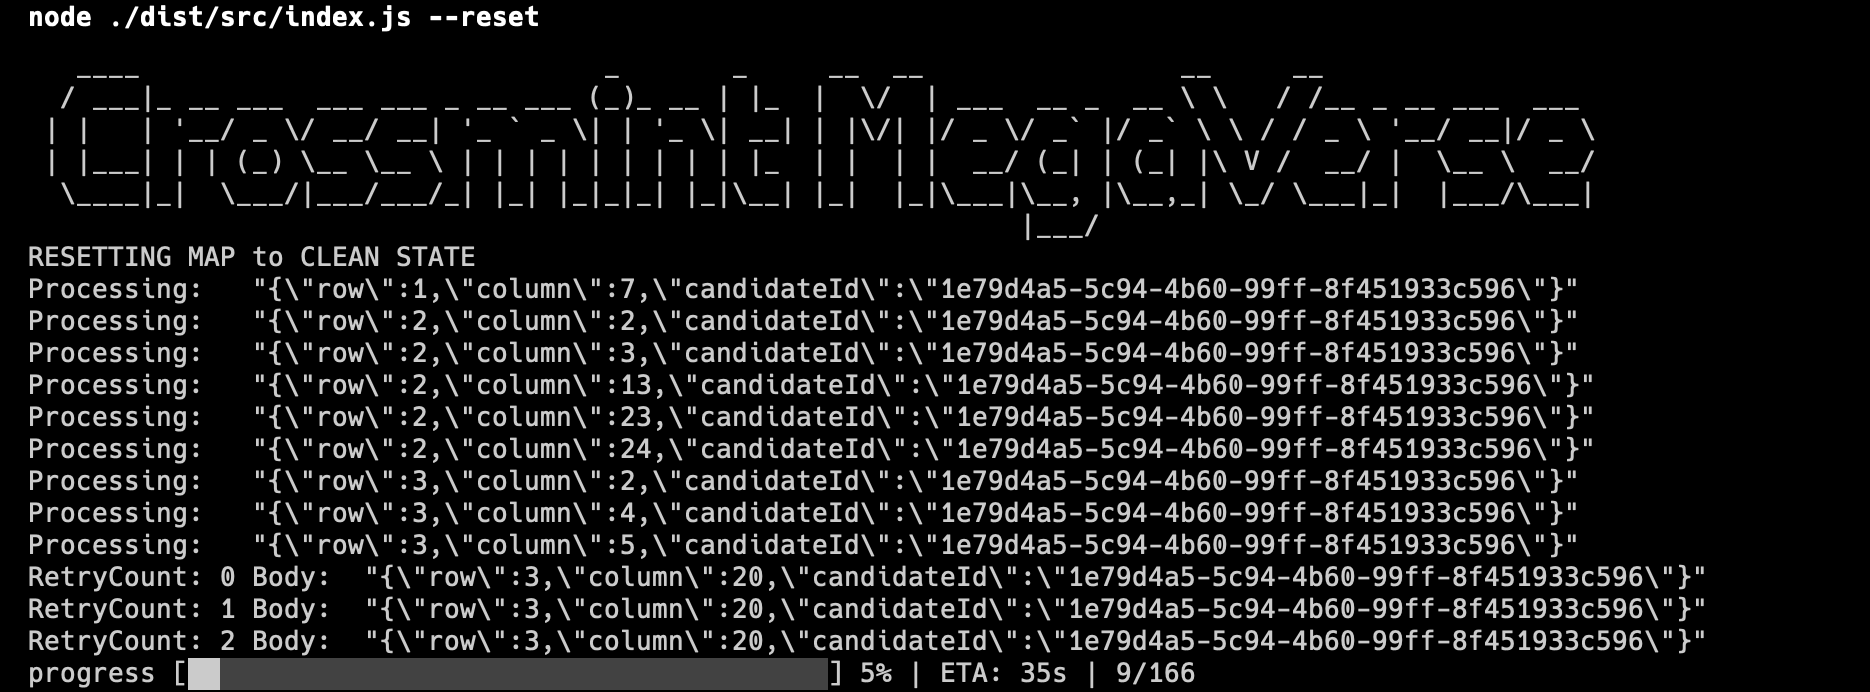 node ./dist/src/index.js --reset
Crossmint MegaVerse
RESETTING MAP to CLEAN STATE
Processing:   "{\"row\":1,\"column\":7,\"candidateId\":\"1e79d4a5-5c94-4b60-99ff-8f451933c596\"}"
Processing:   "{\"row\":2,\"column\":2,\"candidateId\":\"1e79d4a5-5c94-4b60-99ff-8f451933c596\"}"
Processing:   "{\"row\":2,\"column\":3,\"candidateId\":\"1e79d4a5-5c94-4b60-99ff-8f451933c596\"}"
Processing:   "{\"row\":2,\"column\":13,\"candidateId\":\"1e79d4a5-5c94-4b60-99ff-8f451933c596\"}"
Processing:   "{\"row\":2,\"column\":23,\"candidateId\":\"1e79d4a5-5c94-4b60-99ff-8f451933c596\"}"
Processing:   "{\"row\":2,\"column\":24,\"candidateId\":\"1e79d4a5-5c94-4b60-99ff-8f451933c596\"}"
Processing:   "{\"row\":3,\"column\":2,\"candidateId\":\"1e79d4a5-5c94-4b60-99ff-8f451933c596\"}"
Processing:   "{\"row\":3,\"column\":4,\"candidateId\":\"1e79d4a5-5c94-4b60-99ff-8f451933c596\"}"
Processing:   "{\"row\":3,\"column\":5,\"candidateId\":\"1e79d4a5-5c94-4b60-99ff-8f451933c596\"}"
RetryCount: 0 Body:  "{\"row\":3,\"column\":20,\"candidateId\":\"1e79d4a5-5c94-4b60-99ff-8f451933c596\"}"
RetryCount: 1 Body:  "{\"row\":3,\"column\":20,\"candidateId\":\"1e79d4a5-5c94-4b60-99ff-8f451933c596\"}"
RetryCount: 2 Body:  "{\"row\":3,\"column\":20,\"candidateId\":\"1e79d4a5-5c94-4b60-99ff-8f451933c596\"}"
progress [] 5% | ETA: 35s | 9/166